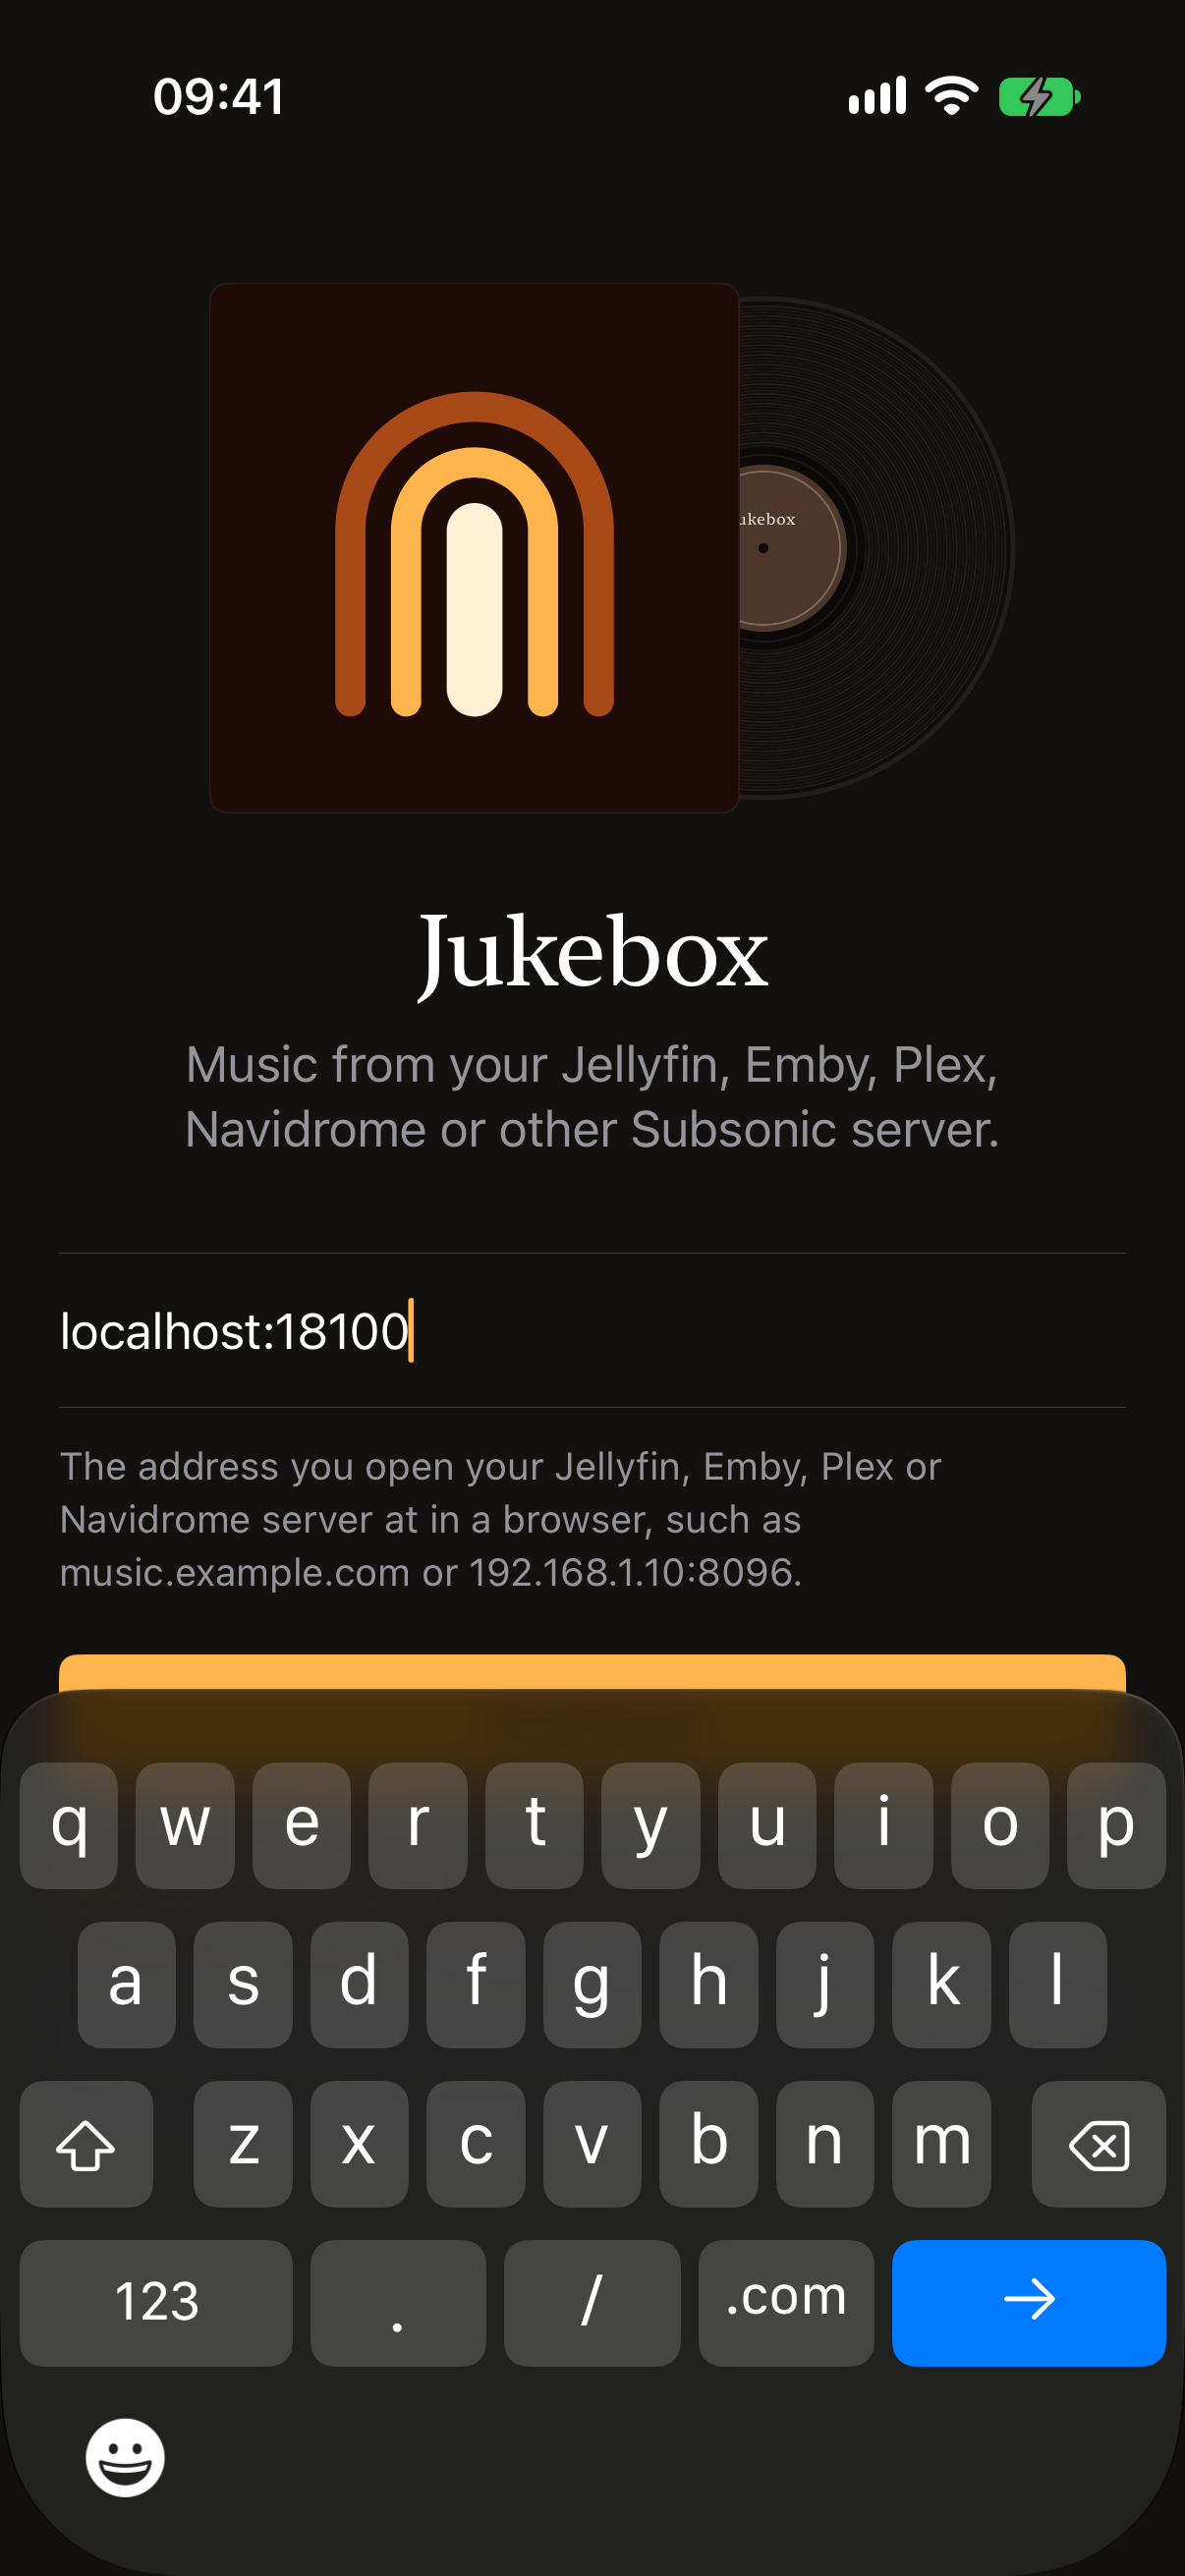 09:41
ukebox
Jukebox
Music from your Jellyfin, Emby, Plex,
Navidrome or other Subsonic server.
localhost:18100
The address you open your Jellyfin, Emby, Plex or
Navidrome server at in a browser, such as
music.example.com or 192.168.1.10:8096.
q w e r t y u i o p
a s d f g h j k l
z x c v b n m
123 . / .com